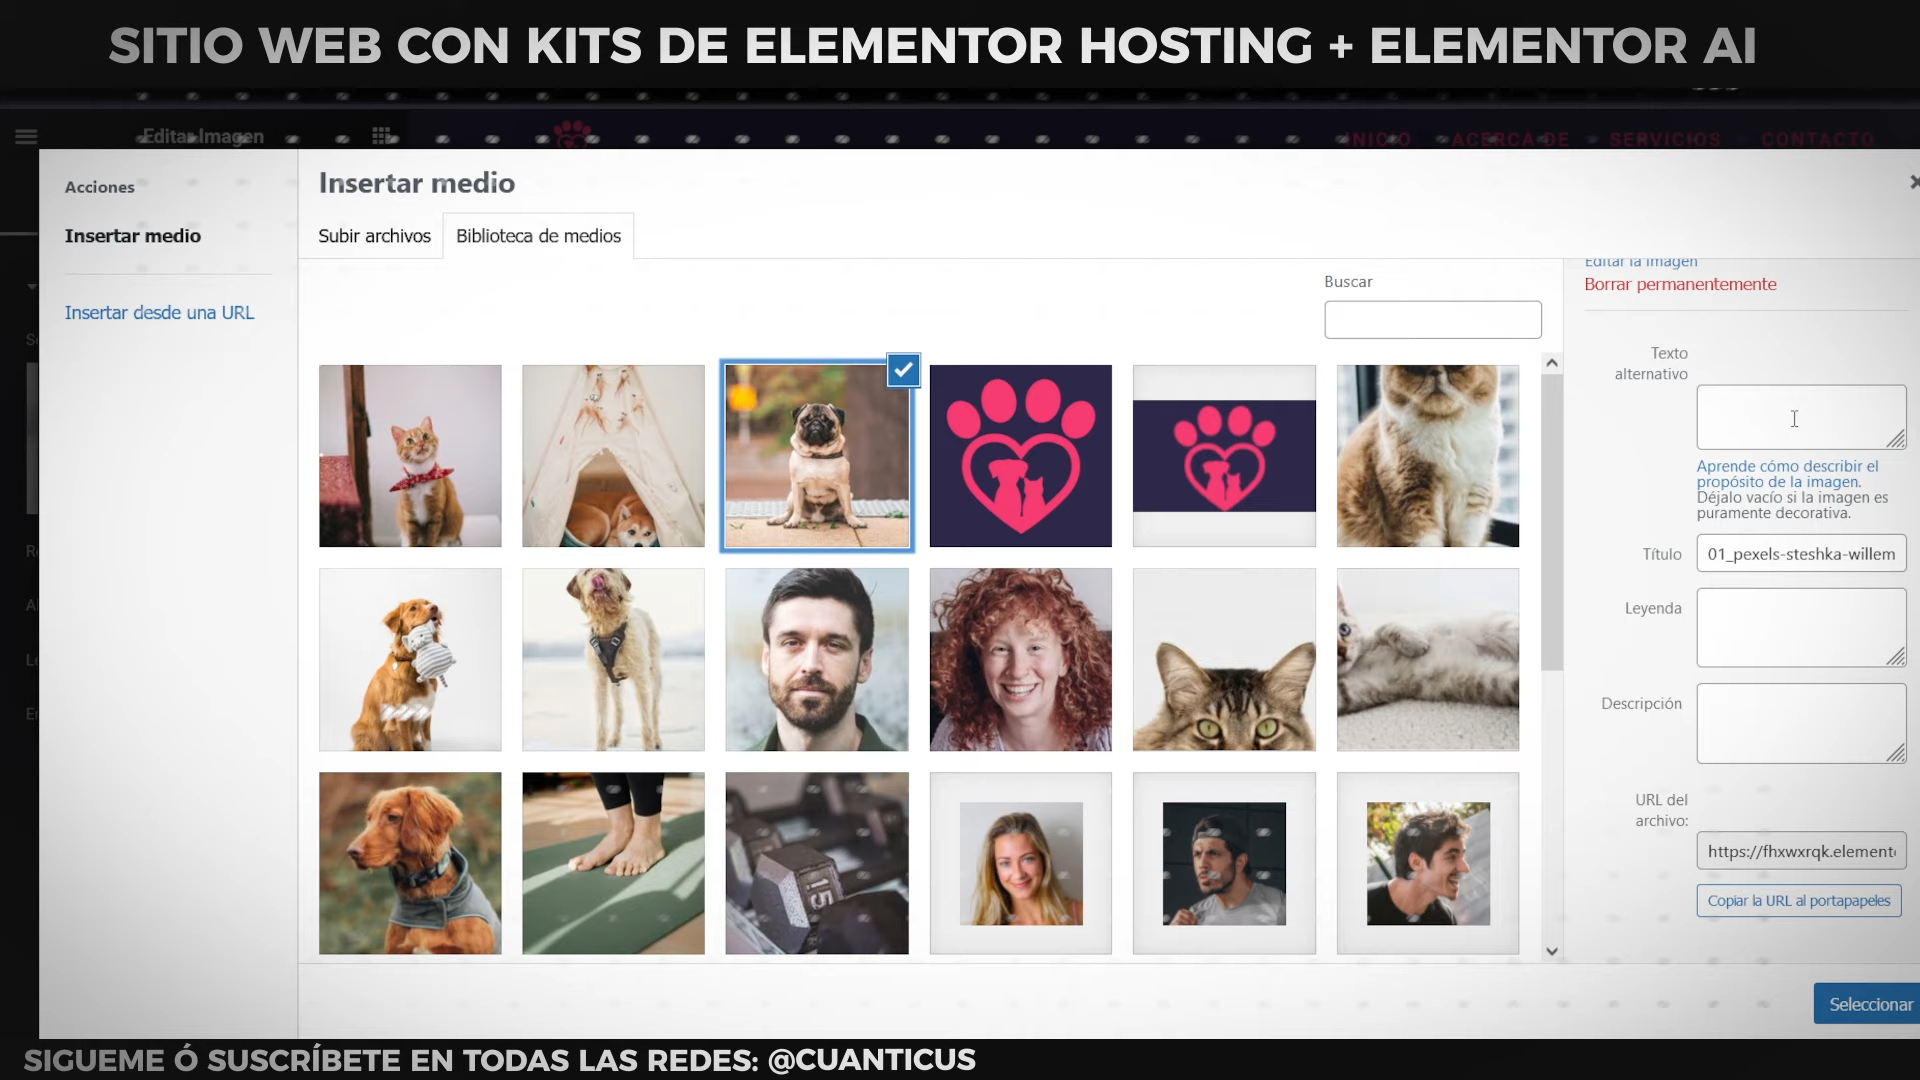 SITIO WEB CON KITS DE ELEMENTOR HOSTING + ELEMENTOR AI
Editar Imagen
INICIO
ACERCA DE
SERVICIOS
CONTACTO
Acciones
Insertar medio
Insertar desde una URL
Insertar medio
Subir archivos
Biblioteca de medios
Buscar
Editar la imagen
Borrar permanentemente
Texto
alternativo
Aprende cómo describir el
propósito de la imagen.
Déjalo vacío si la imagen es
puramente decorativa.
Título
01_pexels-steshka-willem
Leyenda
Descripción
URL del
archivo:
https://fhxwxrqk.element
Copiar la URL al portapapeles
15
Seleccionar
SIGUEME Ó SUSCRÍBETE EN TODAS LAS REDES: @CUANTICUS